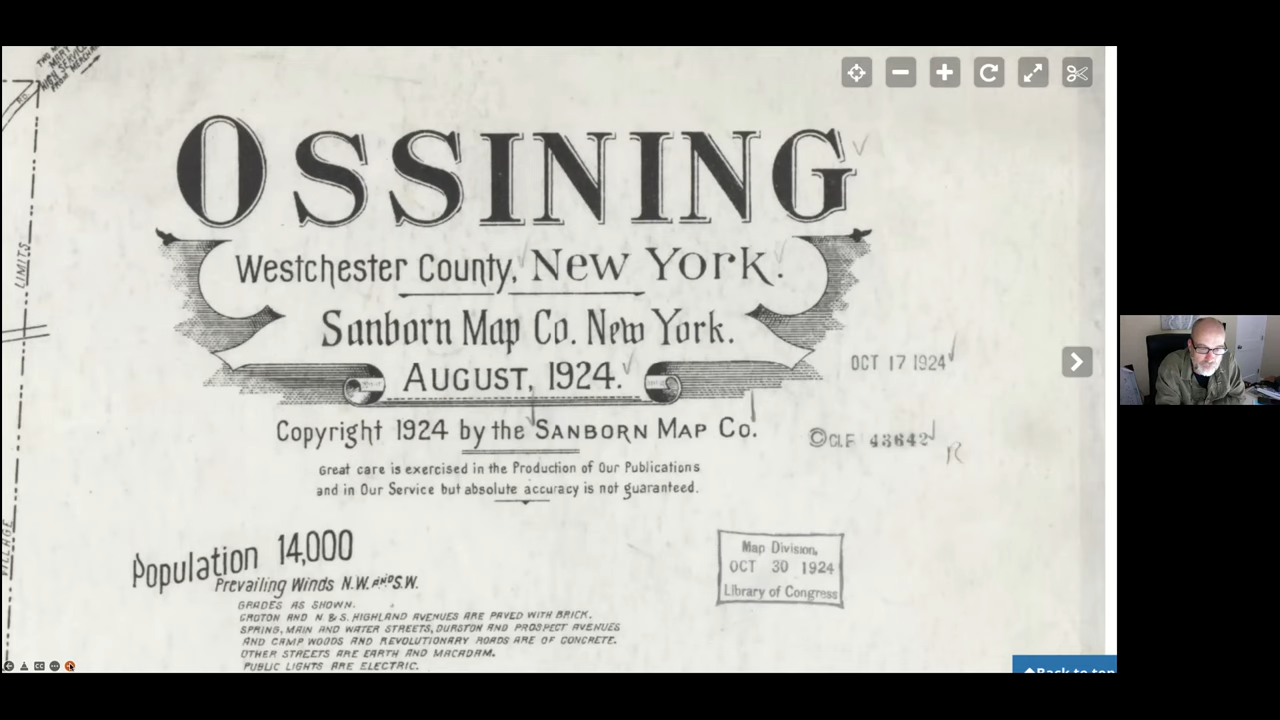 OSSINING
Westchester County, New York.
Sanborn Map Co. New York.
AUGUST, 1924.
OCT 17 1924
Copyright 1924 by the SANBORN MAP CO.
©CLF 43642
R
Great care is exercised in the Production of Our Publications
and in Our Service but absolute accuracy is not guaranteed.
Population 14,000
Prevailing Winds N.W. AND S.W.
GRADES AS SHOWN.
CROTON AND N. & S. HIGHLAND AVENUES ARE PAVED WITH BRICK.
SPRING, MAIN AND WATER STREETS, DURSTON AND PROSPECT AVENUES
AND CAMP WOODS AND REVOLUTIONARY ROADS ARE OF CONCRETE.
OTHER STREETS ARE EARTH AND MACADAM.
PUBLIC LIGHTS ARE ELECTRIC.
Map Division,
OCT 30 1924
Library of Congress
LIMITS
VILLAGE
Back to top